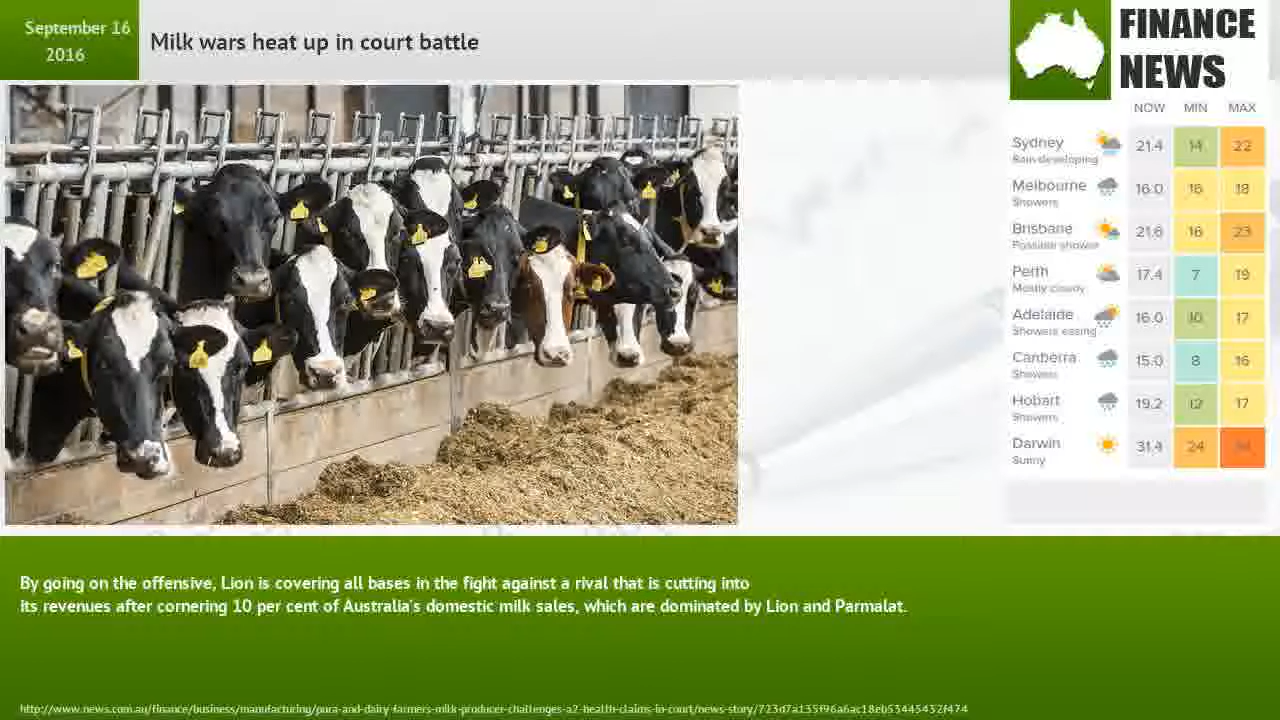 September 16
2016
Milk wars heat up in court battle
FINANCE
NEWS
NOW MIN MAX
Sydney 21.4 14 22
Rain developing
Melbourne 16.0 16 18
Showers
Brisbane 21.6 16 23
Possible shower
Perth 17.4 7 19
Mostly cloudy
Adelaide 16.0 10 17
Showers easing
Canberra 15.0 8 16
Showers
Hobart 19.2 12 17
Showers
Darwin 31.4 24
Sunny
By going on the offensive, Lion is covering all bases in the fight against a rival that is cutting into
its revenues after cornering 10 per cent of Australia's domestic milk sales, which are dominated by Lion and Parmalat.
http://www.news.com.au/finance/business/manufacturing/pura-and-dairy-farmers-milk-producer-challenges-a2-health-claims-in-court/news-story/723d7a135f96a6ac18eb53445432f474